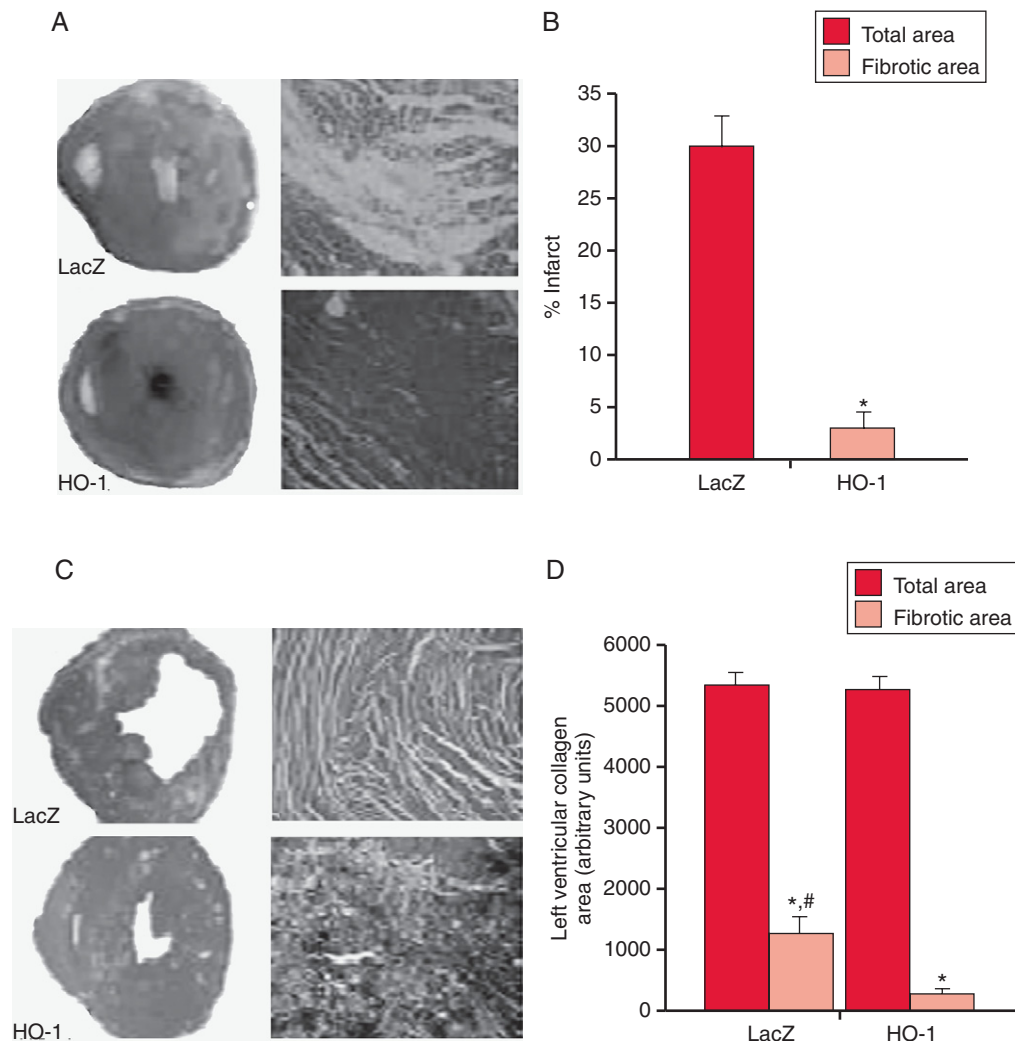 A
LacZ
HO-1
B
Total area
Fibrotic area
% Infarct
35
30
25
20
15
10
5
0
*
LacZ
HO-1
C
LacZ
HO-1
D
Total area
Fibrotic area
Left ventricular collagen
area (arbitrary units)
6000
5000
4000
3000
2000
1000
0
*,#
*
LacZ
HO-1